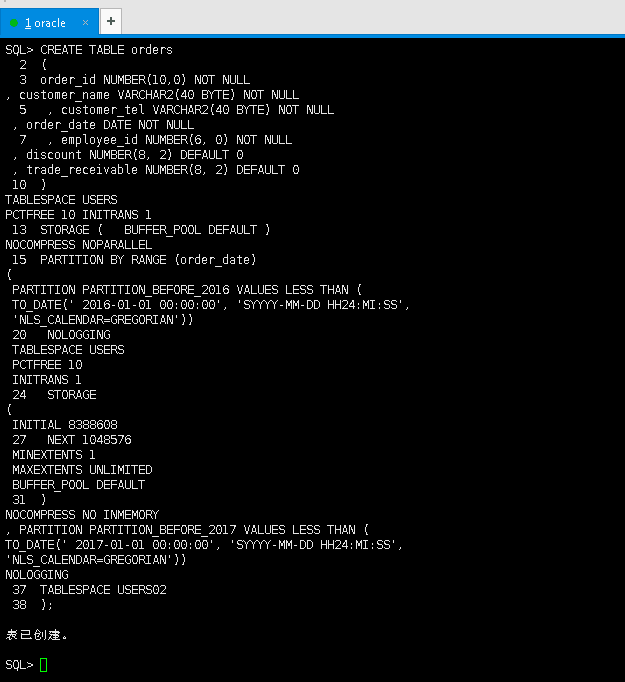 1 oracle × +
SQL> CREATE TABLE orders
2 (
3 order_id NUMBER(10,0) NOT NULL
, customer_name VARCHAR2(40 BYTE) NOT NULL
5 , customer_tel VARCHAR2(40 BYTE) NOT NULL
, order_date DATE NOT NULL
7 , employee_id NUMBER(6, 0) NOT NULL
, discount NUMBER(8, 2) DEFAULT 0
, trade_receivable NUMBER(8, 2) DEFAULT 0
10 )
TABLESPACE USERS
PCTFREE 10 INITRANS 1
13 STORAGE ( BUFFER_POOL DEFAULT )
NOCOMPRESS NOPARALLEL
15 PARTITION BY RANGE (order_date)
(
PARTITION PARTITION_BEFORE_2016 VALUES LESS THAN (
TO_DATE(' 2016-01-01 00:00:00', 'SYYYY-MM-DD HH24:MI:SS',
'NLS_CALENDAR=GREGORIAN'))
20 NOLOGGING
TABLESPACE USERS
PCTFREE 10
INITRANS 1
24 STORAGE
(
INITIAL 8388608
27 NEXT 1048576
MINEXTENTS 1
MAXEXTENTS UNLIMITED
BUFFER_POOL DEFAULT
31 )
NOCOMPRESS NO INMEMORY
, PARTITION PARTITION_BEFORE_2017 VALUES LESS THAN (
TO_DATE(' 2017-01-01 00:00:00', 'SYYYY-MM-DD HH24:MI:SS',
'NLS_CALENDAR=GREGORIAN'))
NOLOGGING
37 TABLESPACE USERS02
38 );
表已创建。
SQL>